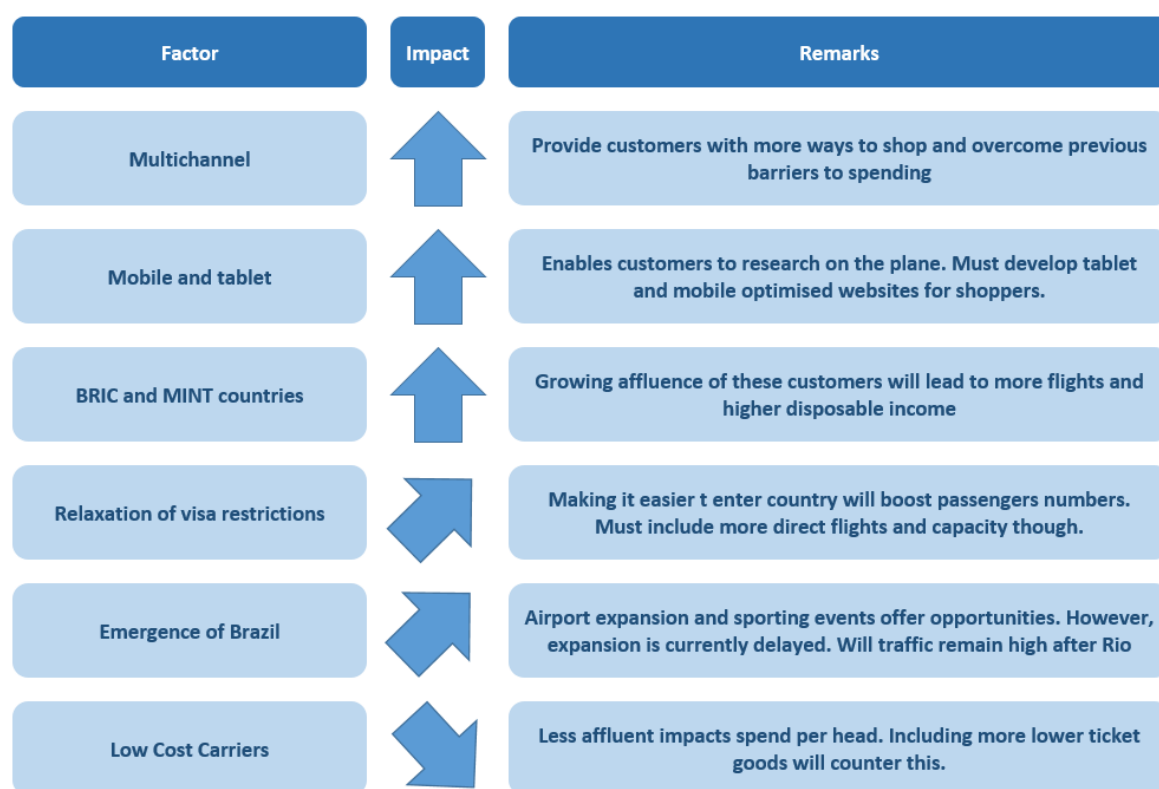 Factor
Impact
Remarks
Multichannel
Provide customers with more ways to shop and overcome previous
barriers to spending
Mobile and tablet
Enables customers to research on the plane. Must develop tablet
and mobile optimised websites for shoppers.
BRIC and MINT countries
Growing affluence of these customers will lead to more flights and
higher disposable income
Relaxation of visa restrictions
Making it easier t enter country will boost passengers numbers.
Must include more direct flights and capacity though.
Emergence of Brazil
Airport expansion and sporting events offer opportunities. However,
expansion is currently delayed. Will traffic remain high after Rio
Low Cost Carriers
Less affluent impacts spend per head. Including more lower ticket
goods will counter this.